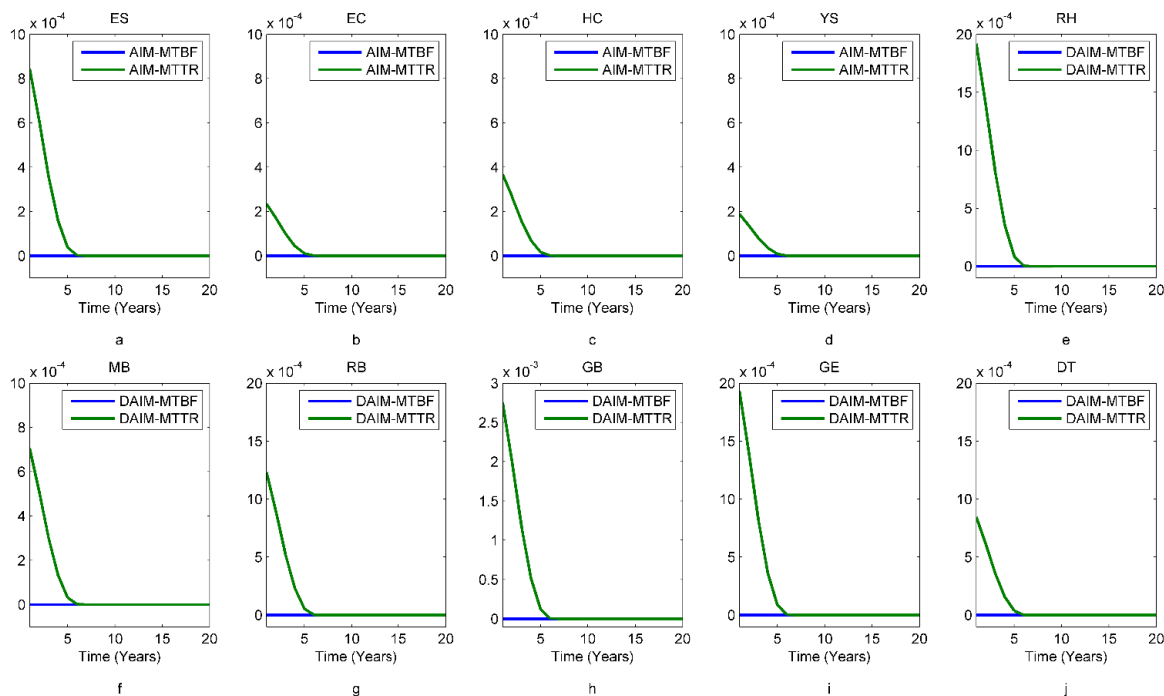 ES
x 10^-4
10
8
6
4
2
0
AIM-MTBF
AIM-MTTR
5 10 15 20
Time (Years)
a
EC
x 10^-4
10
8
6
4
2
0
AIM-MTBF
AIM-MTTR
5 10 15 20
Time (Years)
b
HC
x 10^-4
10
8
6
4
2
0
AIM-MTBF
AIM-MTTR
5 10 15 20
Time (Years)
c
YS
x 10^-4
10
8
6
4
2
0
AIM-MTBF
AIM-MTTR
5 10 15 20
Time (Years)
d
RH
x 10^-4
20
15
10
5
0
DAIM-MTBF
DAIM-MTTR
5 10 15 20
Time (Years)
e
MB
x 10^-4
10
8
6
4
2
0
DAIM-MTBF
DAIM-MTTR
5 10 15 20
Time (Years)
f
RB
x 10^-4
20
15
10
5
0
DAIM-MTBF
DAIM-MTTR
5 10 15 20
Time (Years)
g
GB
x 10^-3
3
2.5
2
1.5
1
0.5
0
DAIM-MTBF
DAIM-MTTR
5 10 15 20
Time (Years)
h
GE
x 10^-4
20
15
10
5
0
DAIM-MTBF
DAIM-MTTR
5 10 15 20
Time (Years)
i
DT
x 10^-4
20
15
10
5
0
DAIM-MTBF
DAIM-MTTR
5 10 15 20
Time (Years)
j